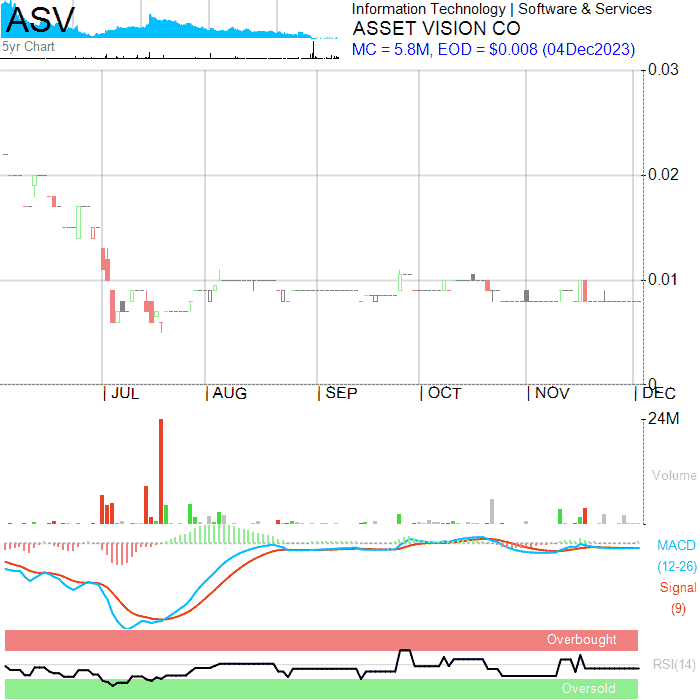 ASV
5yr Chart
Information Technology | Software & Services
ASSET VISION CO
MC = 5.8M, EOD = $0.008 (04Dec2023)
0.03
0.02
0.01
0
JUL AUG SEP OCT NOV DEC
24M
Volume
MACD
(12-26)
Signal
(9)
Overbought
RSI(14)
Oversold